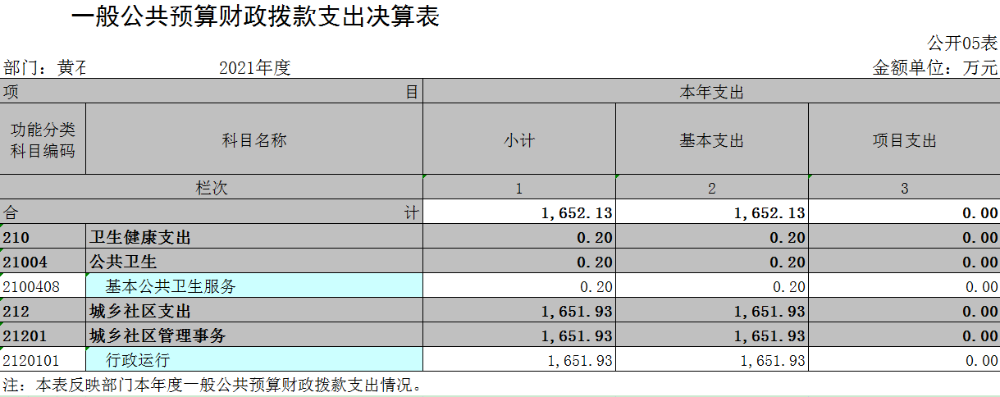 一般公共预算财政拨款支出决算表
公开05表
部门：黄石 2021年度 金额单位：万元
项 目 本年支出
功能分类科目编码 科目名称 小计 基本支出 项目支出
栏次 1 2 3
合 计 1,652.13 1,652.13 0.00
210 卫生健康支出 0.20 0.20 0.00
21004 公共卫生 0.20 0.20 0.00
2100408 基本公共卫生服务 0.20 0.20 0.00
212 城乡社区支出 1,651.93 1,651.93 0.00
21201 城乡社区管理事务 1,651.93 1,651.93 0.00
2120101 行政运行 1,651.93 1,651.93 0.00
注：本表反映部门本年度一般公共预算财政拨款支出情况。